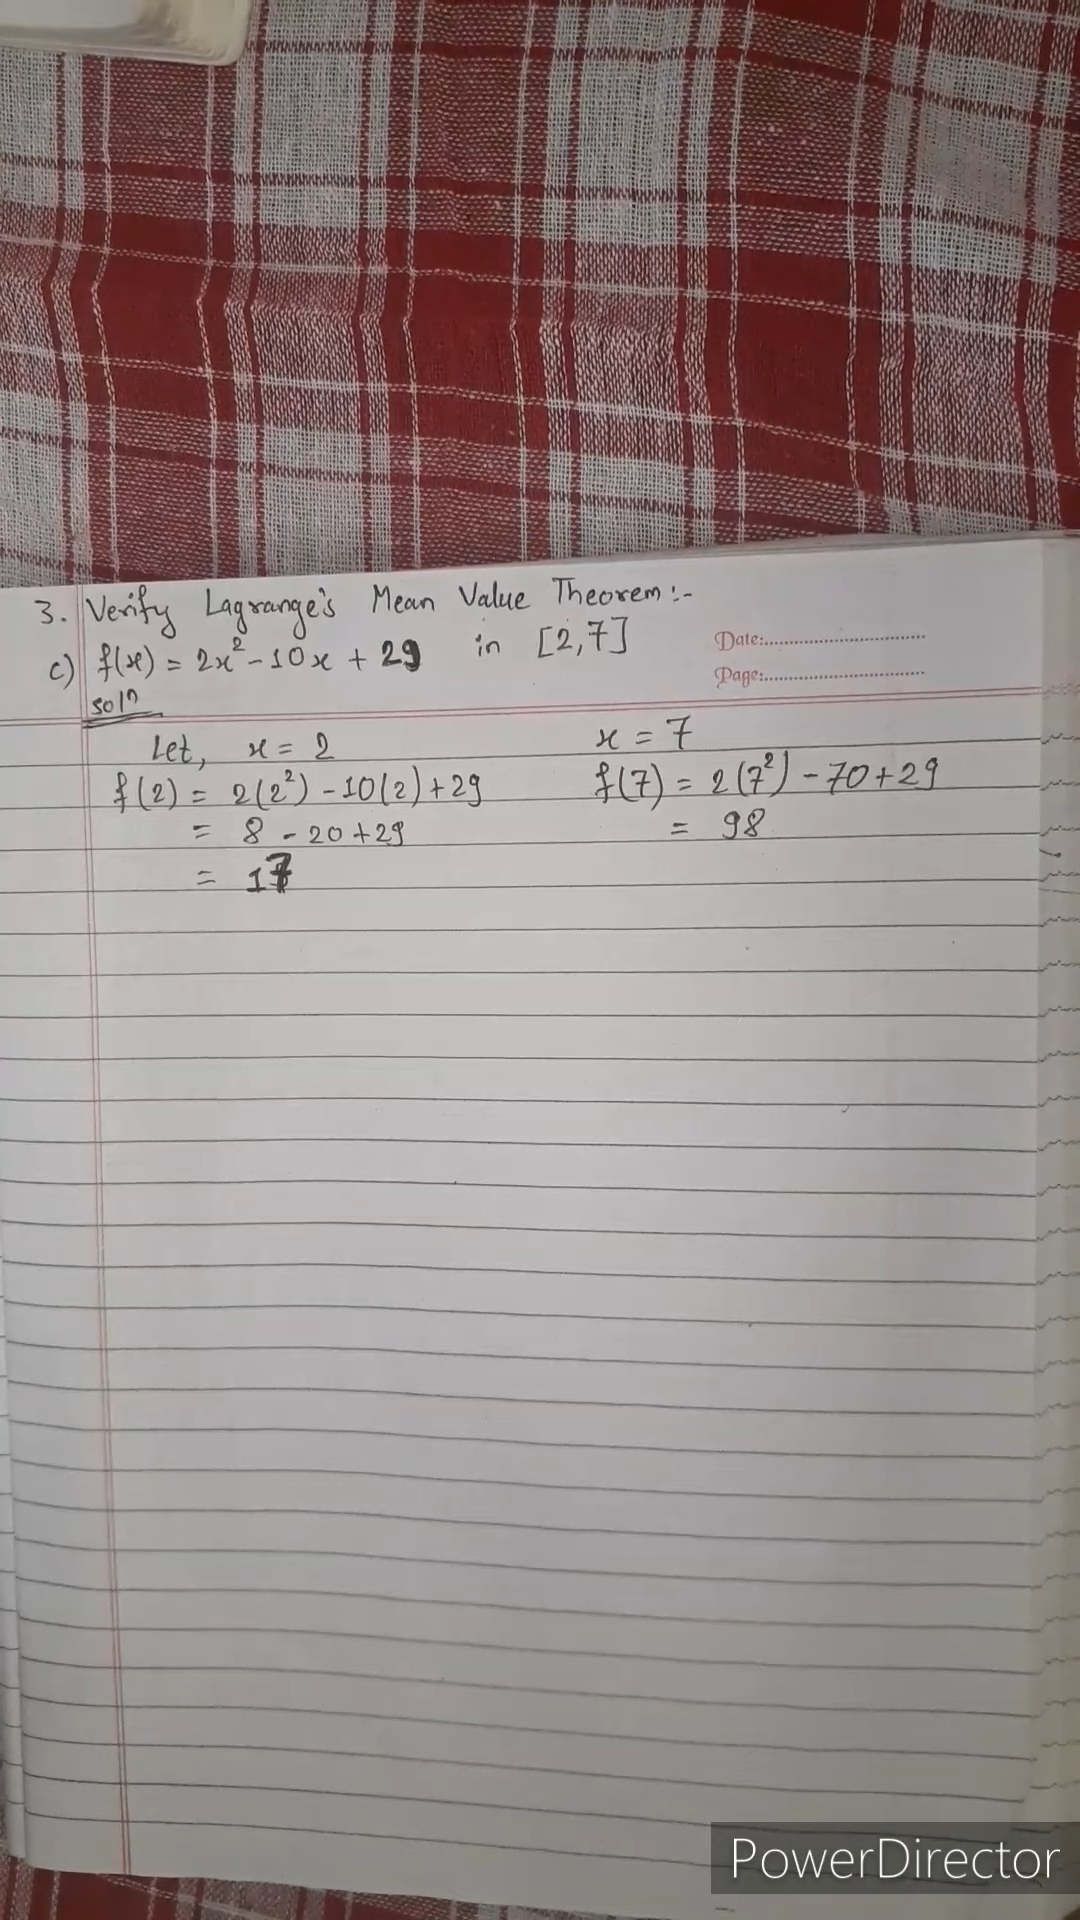 3. Verify Lagrange's Mean Value Theorem :-
c) f(x) = 2x² - 10x + 29 in [2,7]
Date:
Page:
Solⁿ
Let, x = 2 x = 7
f(2) = 2(2²) - 10(2) + 29 f(7) = 2(7²) - 70 + 29
= 8 - 20 + 29 = 98
= 17
PowerDirector